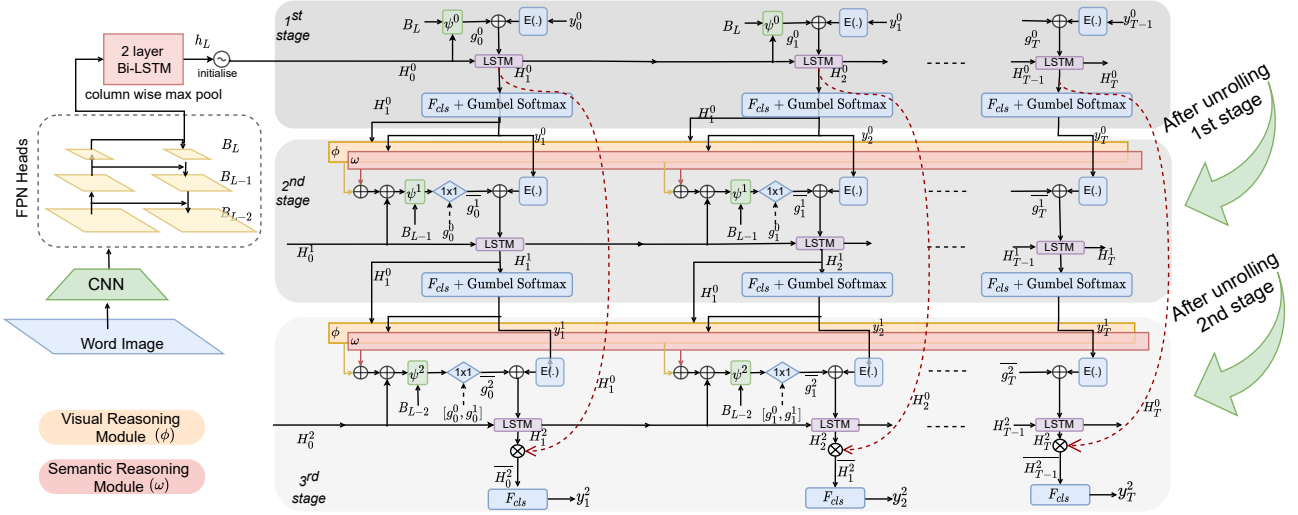 1st
stage
B_L
ψ^0
E(.)
y_0^0
g_0^0
B_L
ψ^0
E(.)
y_1^0
g_1^0
E(.)
y_{T-1}^0
g_T^0
2 layer
Bi-LSTM
h_L
initialise
column wise max pool
H_0^0
LSTM
H_1^0
LSTM
H_2^0
H_{T-1}^0
LSTM
H_T^0
F_cls + Gumbel Softmax
F_cls + Gumbel Softmax
F_cls + Gumbel Softmax
H_1^0
H_1^0
After unrolling
1st stage
FPN Heads
B_L
B_{L-1}
B_{L-2}
y_1^0
y_2^0
y_T^0
ϕ
ω
2nd
stage
ψ^1
1x1
g_0^1
E(.)
ψ^1
1x1
g_1^1
E(.)
g_T^1
E(.)
B_{L-1}
g_0^0
B_{L-1}
g_1^0
H_0^1
LSTM
H_1^1
LSTM
H_2^1
H_{T-1}^1
LSTM
H_T^1
H_1^0
H_1^0
F_cls + Gumbel Softmax
F_cls + Gumbel Softmax
F_cls + Gumbel Softmax
After unrolling
2nd stage
CNN
Word Image
y_1^1
y_2^1
y_T^1
ϕ
ω
ψ^2
1x1
g_0^2
E(.)
ψ^2
1x1
g_1^2
E(.)
g_T^2
E(.)
B_{L-2}
[g_0^0, g_0^1]
B_{L-2}
[g_1^0, g_1^1]
H_1^0
H_2^0
H_T^0
H_0^2
LSTM
H_1^2
LSTM
H_2^2
H_{T-1}^2
LSTM
H_T^2
H_0^2
H_1^2
H_{T-1}^2
3rd
stage
F_cls
y_1^2
F_cls
y_2^2
F_cls
y_T^2
Visual Reasoning
Module (ϕ)
Semantic Reasoning
Module (ω)